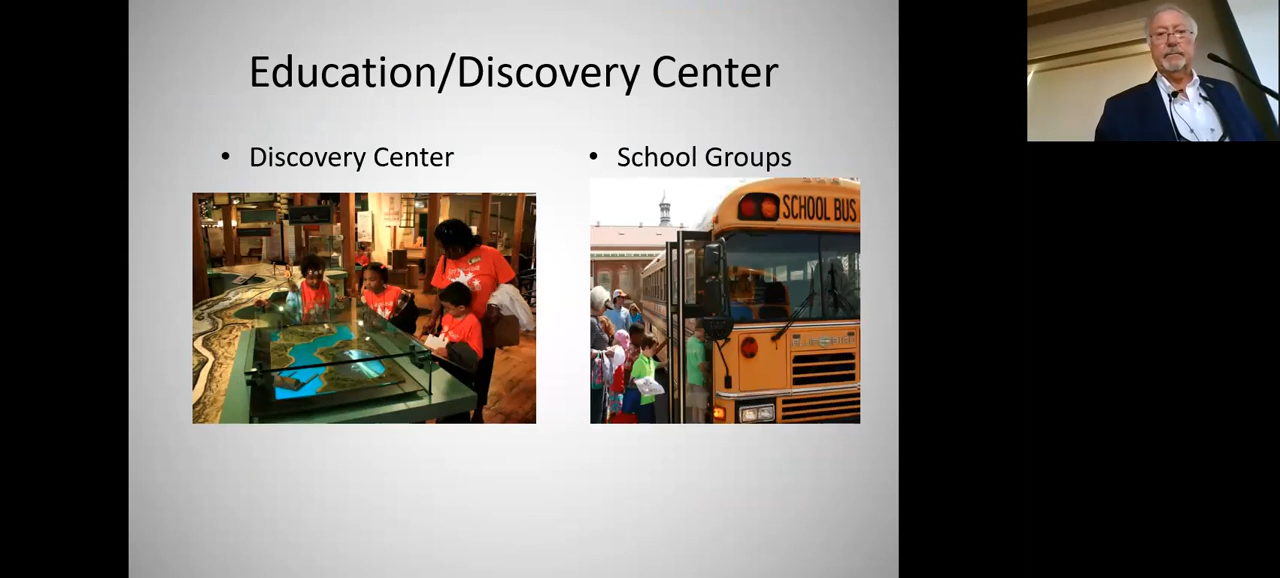 Education/Discovery Center
• Discovery Center
• School Groups
SCHOOL BUS